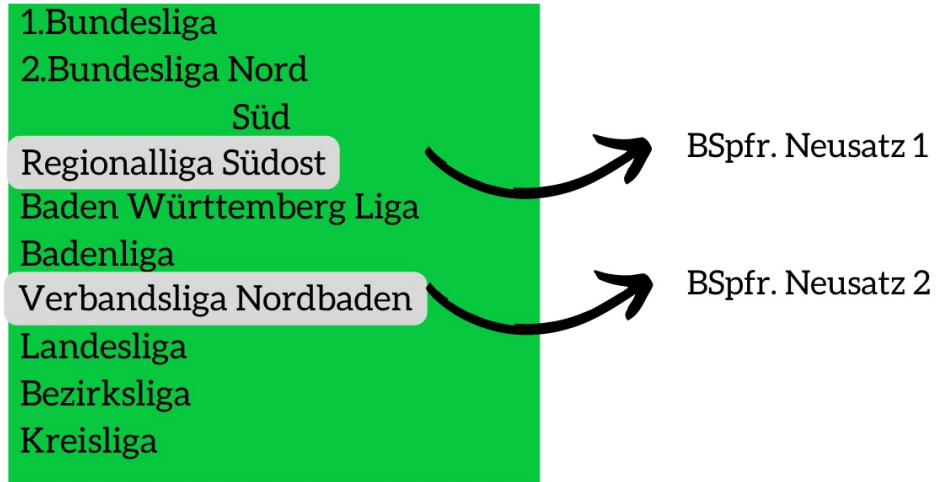 1.Bundesliga
2.Bundesliga Nord
Süd
Regionalliga Südost
Baden Württemberg Liga
Badenliga
Verbandsliga Nordbaden
Landesliga
Bezirksliga
Kreisliga
BSpfr. Neusatz 1
BSpfr. Neusatz 2